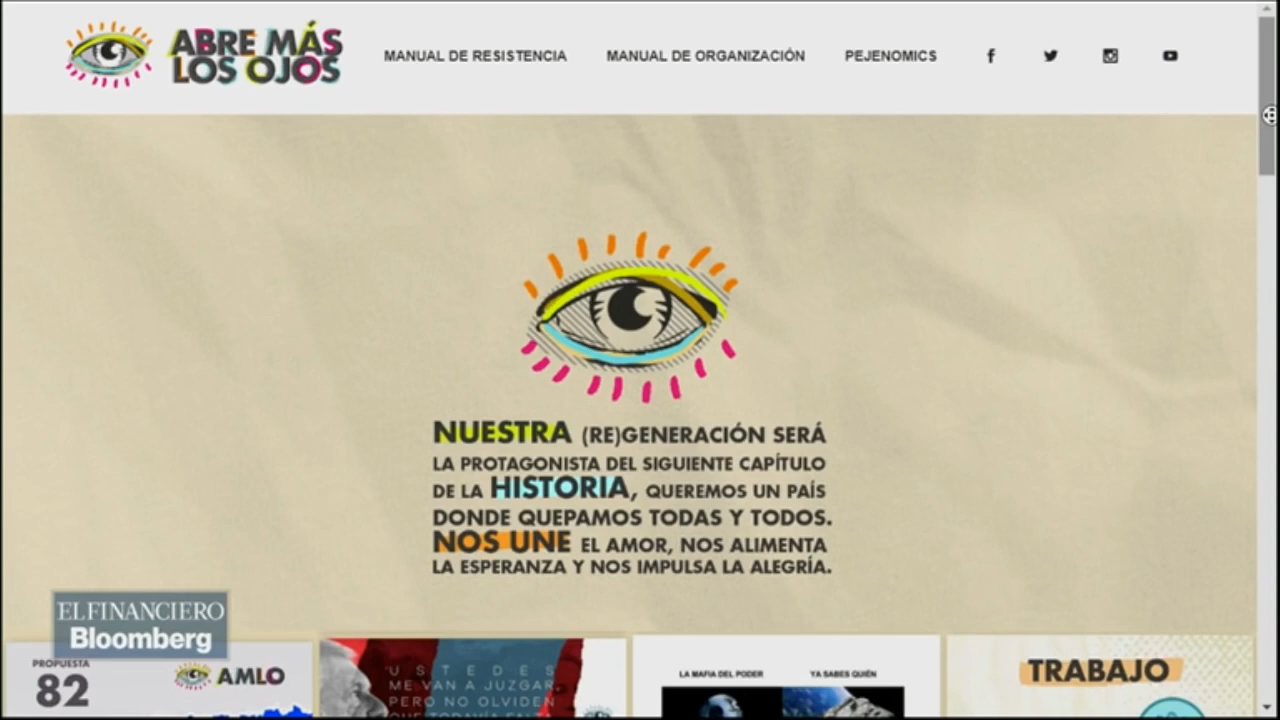 ABRE MÁS
LOS OJOS
MANUAL DE RESISTENCIA
MANUAL DE ORGANIZACIÓN
PEJENOMICS
NUESTRA (RE)GENERACIÓN SERÁ
LA PROTAGONISTA DEL SIGUIENTE CAPÍTULO
DE LA HISTORIA, QUEREMOS UN PAÍS
DONDE QUEPAMOS TODAS Y TODOS.
NOS UNE EL AMOR, NOS ALIMENTA
LA ESPERANZA Y NOS IMPULSA LA ALEGRÍA.
EL FINANCIERO
Bloomberg
PROPUESTA
82
AMLO
USTEDES
ME VAN A JUZGAR,
PERO NO OLVIDEN
QUE TODAVÍA FALTA
LA MAFIA DEL PODER
YA SABES QUIÉN
TRABAJO